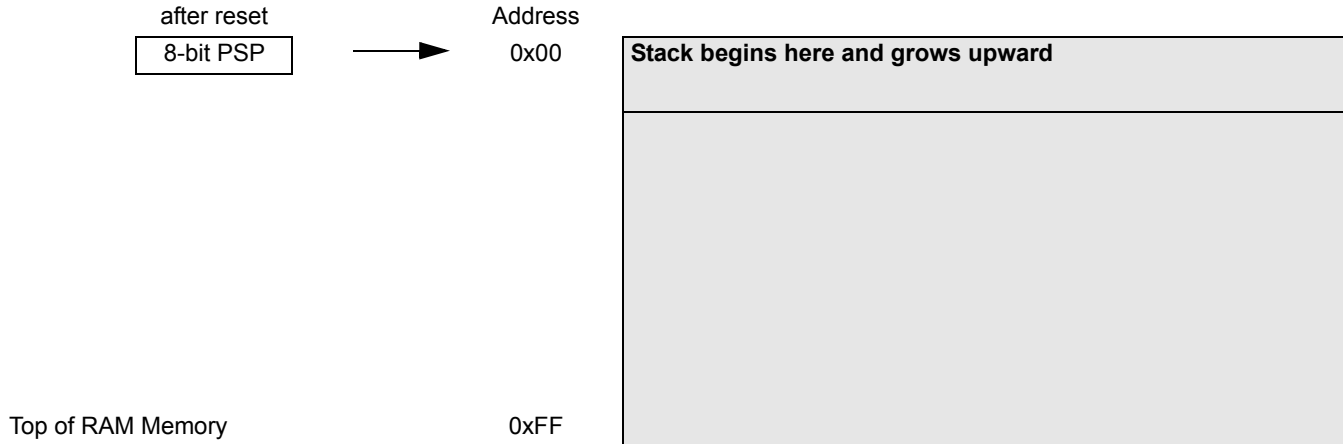 after reset Address
8-bit PSP 0x00 Stack begins here and grows upward
Top of RAM Memory 0xFF